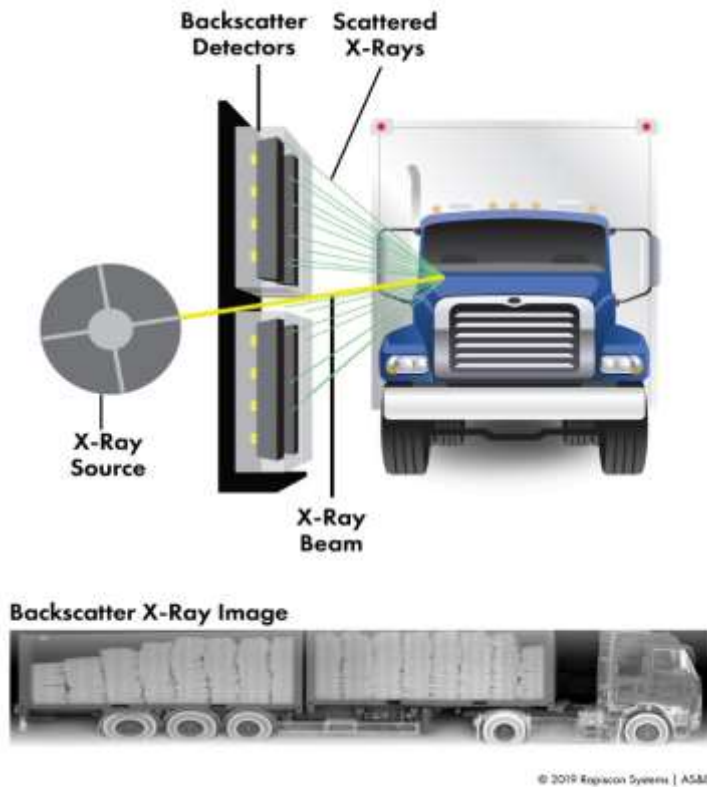 Backscatter
Detectors
Scattered
X-Rays
X-Ray
Source
X-Ray
Beam
Backscatter X-Ray Image
© 2019 Rapiscan Systems | AS&E